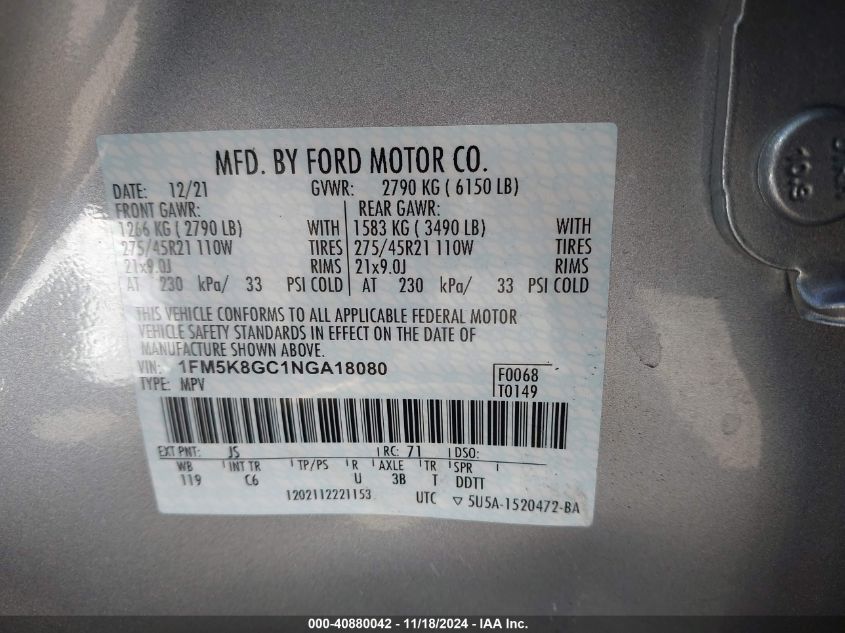 MFD. BY FORD MOTOR CO.
DATE: 12/21 GVWR: 2790 KG ( 6150 LB)
FRONT GAWR: REAR GAWR:
1266 KG ( 2790 LB) WITH 1583 KG ( 3490 LB) WITH
275/45R21 110W TIRES 275/45R21 110W TIRES
21x9.0J RIMS 21x9.0J RIMS
AT 230 kPa/ 33 PSI COLD AT 230 kPa/ 33 PSI COLD
THIS VEHICLE CONFORMS TO ALL APPLICABLE FEDERAL MOTOR
VEHICLE SAFETY STANDARDS IN EFFECT ON THE DATE OF
MANUFACTURE SHOWN ABOVE.
VIN: 1FM5K8GC1NGA18080
TYPE: MPV
F0068
T0149
EXT PNT: JS RC: 71 DSO:
WB INT TR TP/PS R AXLE TR SPR
119 C6 U 3B T DDTT
1202112221153 UTC ▽ 5U5A-1520472-BA
10.9
000-40880042 - 11/18/2024 - IAA Inc.